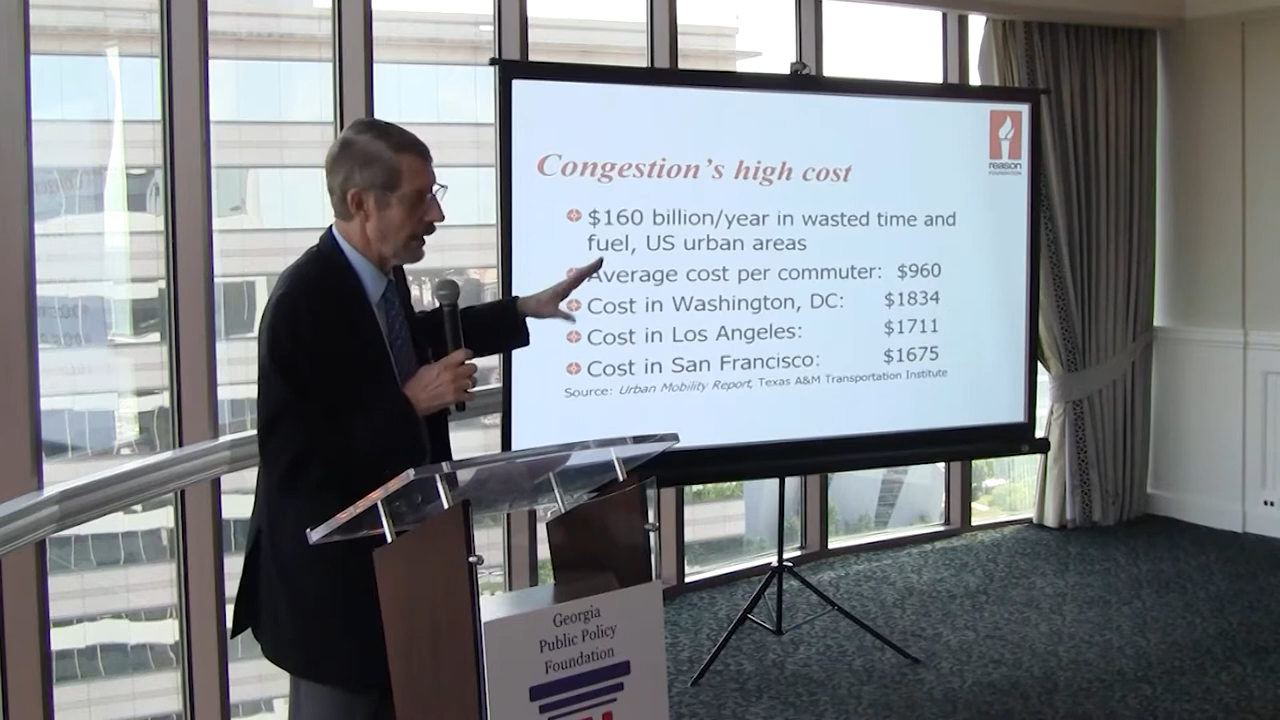 reason
FOUNDATION
Congestion's high cost
$160 billion/year in wasted time and
fuel, US urban areas
Average cost per commuter: $960
Cost in Washington, DC: $1834
Cost in Los Angeles: $1711
Cost in San Francisco: $1675
Source: Urban Mobility Report, Texas A&M Transportation Institute
Georgia
Public Policy
Foundation